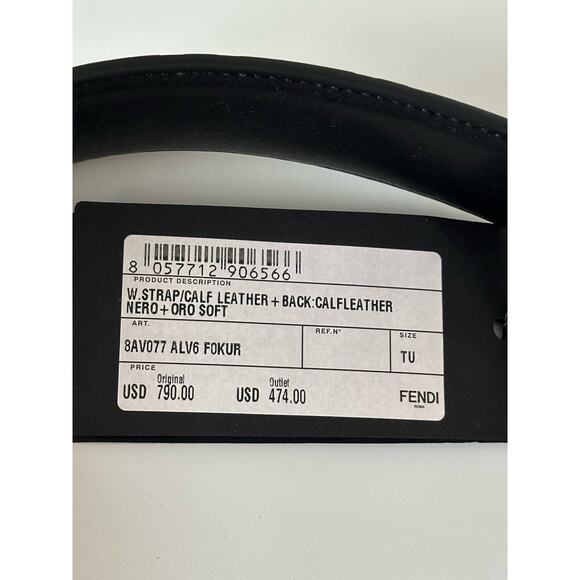 8 057712 906566
PRODUCT DESCRIPTION
W.STRAP/CALF LEATHER + BACK:CALFLEATHER
NERO+ORO SOFT
ART. REF.N° SIZE
8AV077 ALV6 F0KUR TU
PRICE
Original Outlet
USD 790.00 USD 474.00 FENDI
ROMA